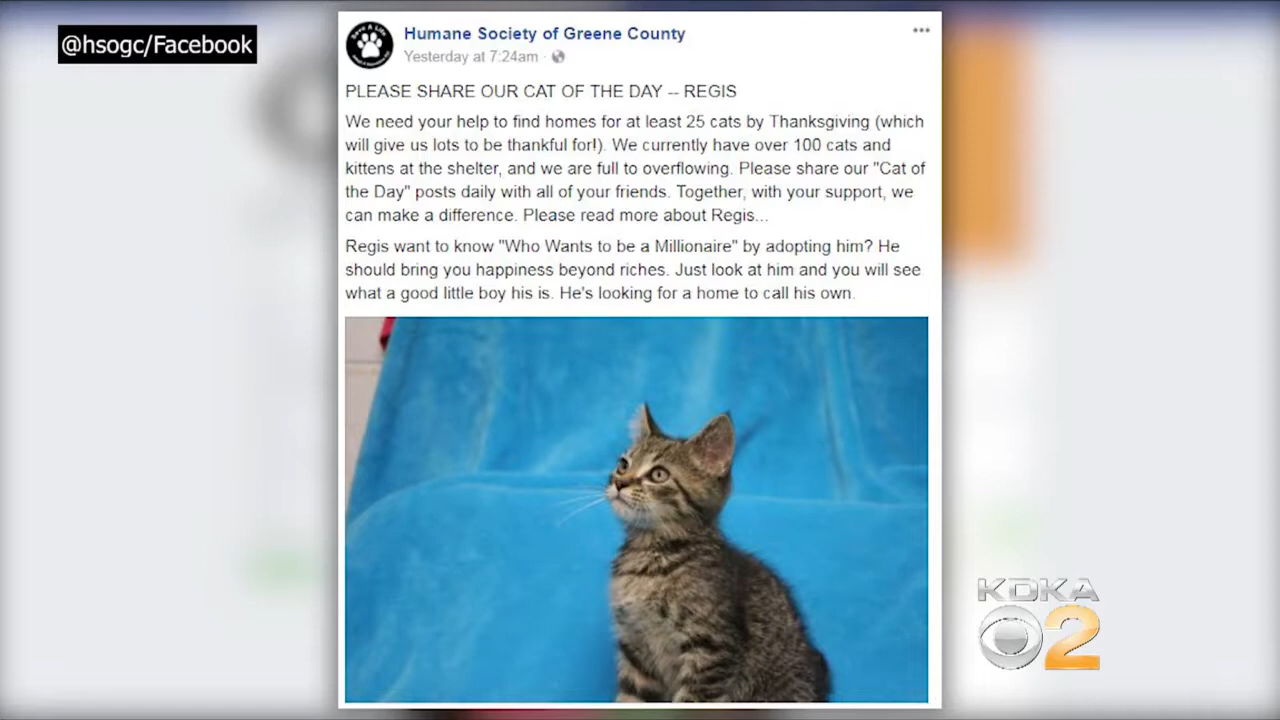 @hsogc/Facebook
Humane Society of Greene County
Yesterday at 7:24am ·
PLEASE SHARE OUR CAT OF THE DAY -- REGIS
We need your help to find homes for at least 25 cats by Thanksgiving (which
will give us lots to be thankful for!). We currently have over 100 cats and
kittens at the shelter, and we are full to overflowing. Please share our "Cat of
the Day" posts daily with all of your friends. Together, with your support, we
can make a difference. Please read more about Regis...
Regis want to know "Who Wants to be a Millionaire" by adopting him? He
should bring you happiness beyond riches. Just look at him and you will see
what a good little boy his is. He's looking for a home to call his own.
KDKA
2